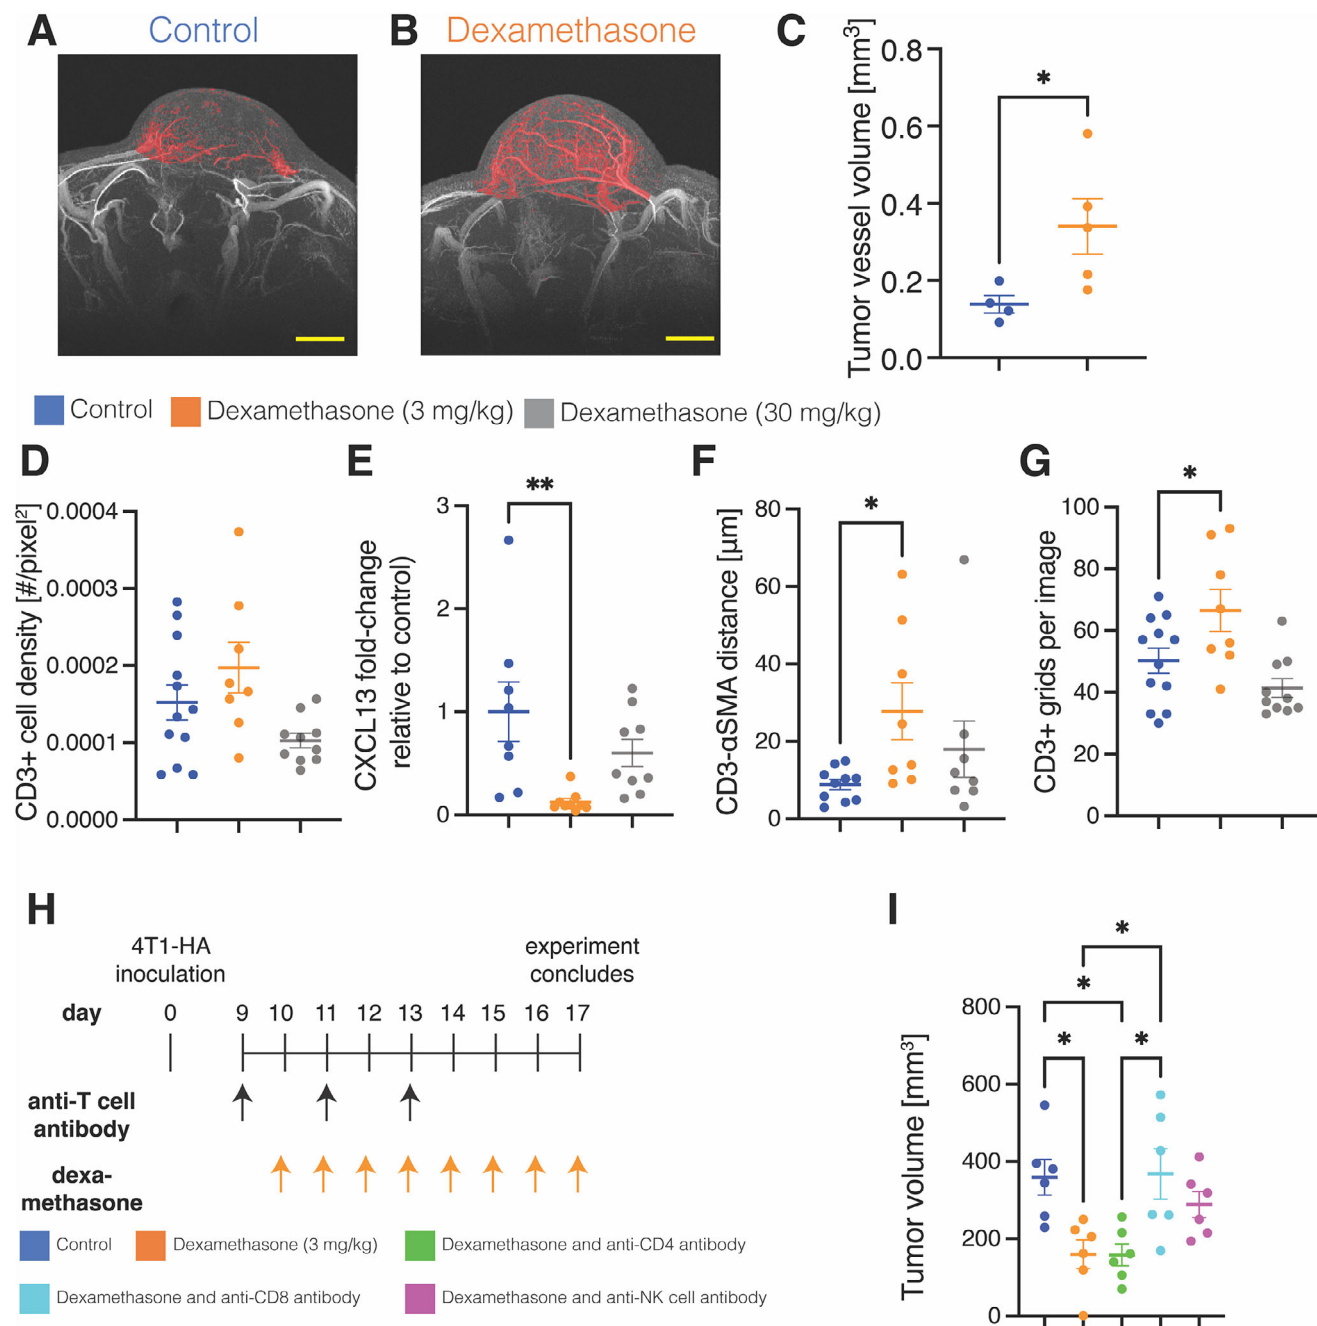 A Control
B Dexamethasone
C
Tumor vessel volume [mm³]
0.8
0.6
0.4
0.2
0.0
*
Control Dexamethasone (3 mg/kg) Dexamethasone (30 mg/kg)
D
CD3+ cell density [#/pixel²]
0.0004
0.0003
0.0002
0.0001
0.0000
E
CXCL13 fold-change
relative to control)
3
2
1
0
**
F
CD3-αSMA distance [µm]
80
60
40
20
0
*
G
CD3+ grids per image
100
80
60
40
20
0
*
H
4T1-HA
inoculation
experiment
concludes
day 0 9 10 11 12 13 14 15 16 17
anti-T cell
antibody
dexa-
methasone
Control Dexamethasone (3 mg/kg) Dexamethasone and anti-CD4 antibody
Dexamethasone and anti-CD8 antibody Dexamethasone and anti-NK cell antibody
I
Tumor volume [mm³]
800
600
400
200
0
*
*
* *